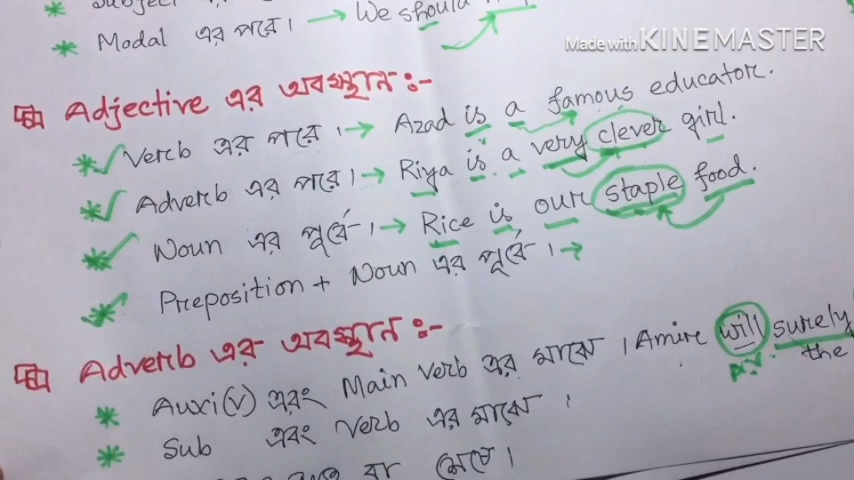 Subject
Modal এর পরে। → We should
Made with KINEMASTER
Adjective এর অবস্থান :-
Verb এর পরে। → Azad is a famous educator.
Adverb এর পরে। → Riya is a very clever girl.
Noun এর পূর্বে। → Rice is our staple food.
Preposition + Noun এর পূর্বে। →
Adverb এর অবস্থান :-
Auxi(v) এবং Main Verb এর মাঝে। Amir will surely
A.V. the
Sub এবং Verb এর মাঝে।
বা শেষে।